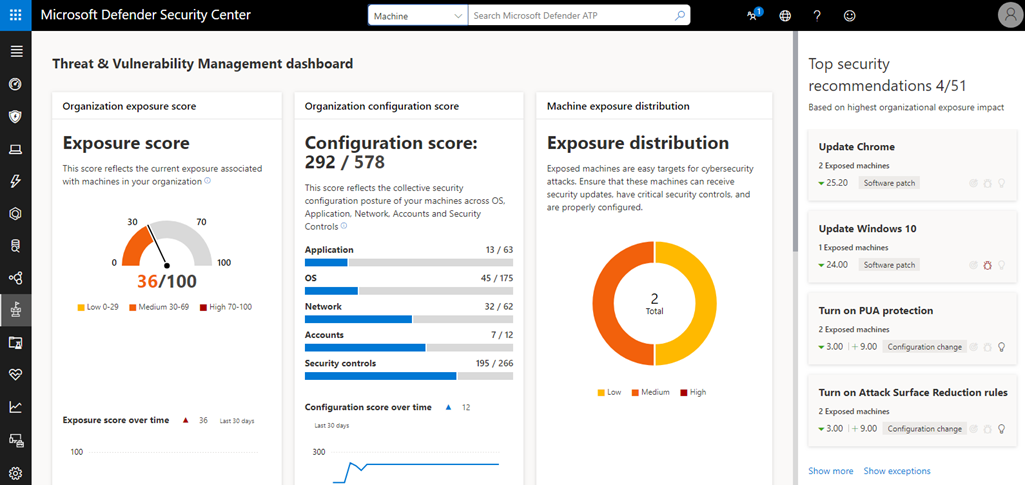 Microsoft Defender Security Center
Machine
Search Microsoft Defender ATP
1
?
Threat & Vulnerability Management dashboard
Organization exposure score
Exposure score
This score reflects the current exposure associated
with machines in your organization
30
70
0
100
36/100
Low 0-29
Medium 30-69
High 70-100
Exposure score over time
36
Last 30 days
100
Organization configuration score
Configuration score:
292 / 578
This score reflects the collective security
configuration posture of your machines across OS,
Application, Network, Accounts and Security
Controls
Application 13 / 63
OS 45 / 175
Network 32 / 62
Accounts 7 / 12
Security controls 195 / 266
Configuration score over time
12
Last 30 days
300
Machine exposure distribution
Exposure distribution
Exposed machines are easy targets for cybersecurity
attacks. Ensure that these machines can receive
security updates, have critical security controls, and
are properly configured.
2
Total
Low
Medium
High
Top security
recommendations 4/51
Based on highest organizational exposure impact
Update Chrome
2 Exposed machines
25.20
Software patch
Update Windows 10
1 Exposed machines
24.00
Software patch
Turn on PUA protection
2 Exposed machines
3.00 | + 9.00
Configuration change
Turn on Attack Surface Reduction rules
2 Exposed machines
3.00 | + 9.00
Configuration change
Show more
Show exceptions